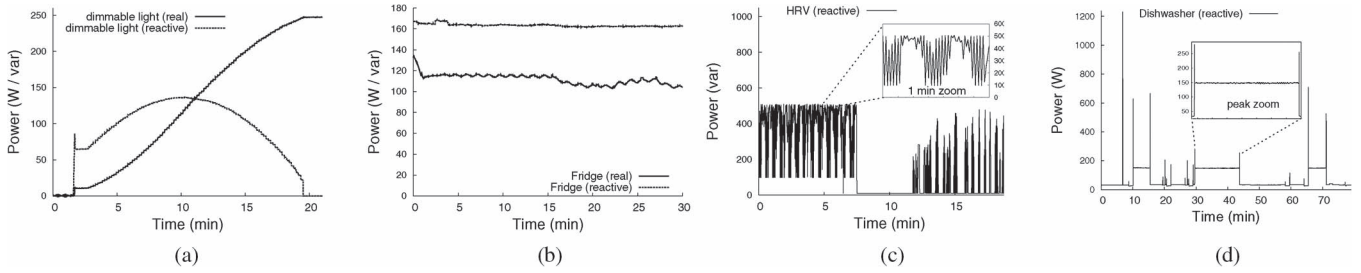 dimmable light (real)
dimmable light (reactive)
Power (W / var)
250
200
150
100
50
0
0 5 10 15 20
Time (min)
(a)
Power (W / var)
180
160
140
120
100
80
60
40
20
0
Fridge (real)
Fridge (reactive)
0 5 10 15 20 25 30
Time (min)
(b)
HRV (reactive)
Power (var)
1000
800
600
400
200
0
600
500
400
300
200
100
0
1 min zoom
0 5 10 15
Time (min)
(c)
Dishwasher (reactive)
Power (W)
1200
1000
800
600
400
200
0
250
200
150
100
50
peak zoom
0 10 20 30 40 50 60 70
Time (min)
(d)